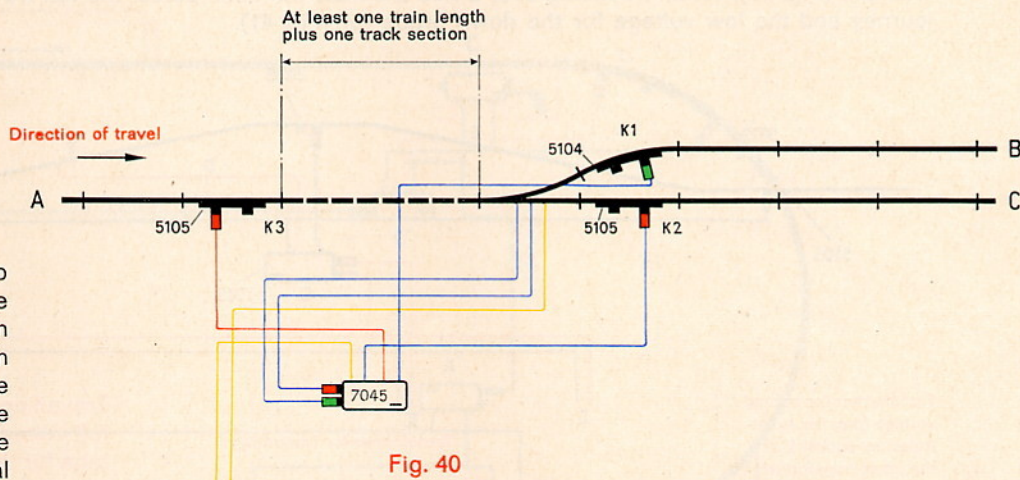 At least one train length
plus one track section
Direction of travel
K1
5104
B
A
C
5105
K3
5105
K2
7045
Fig. 40